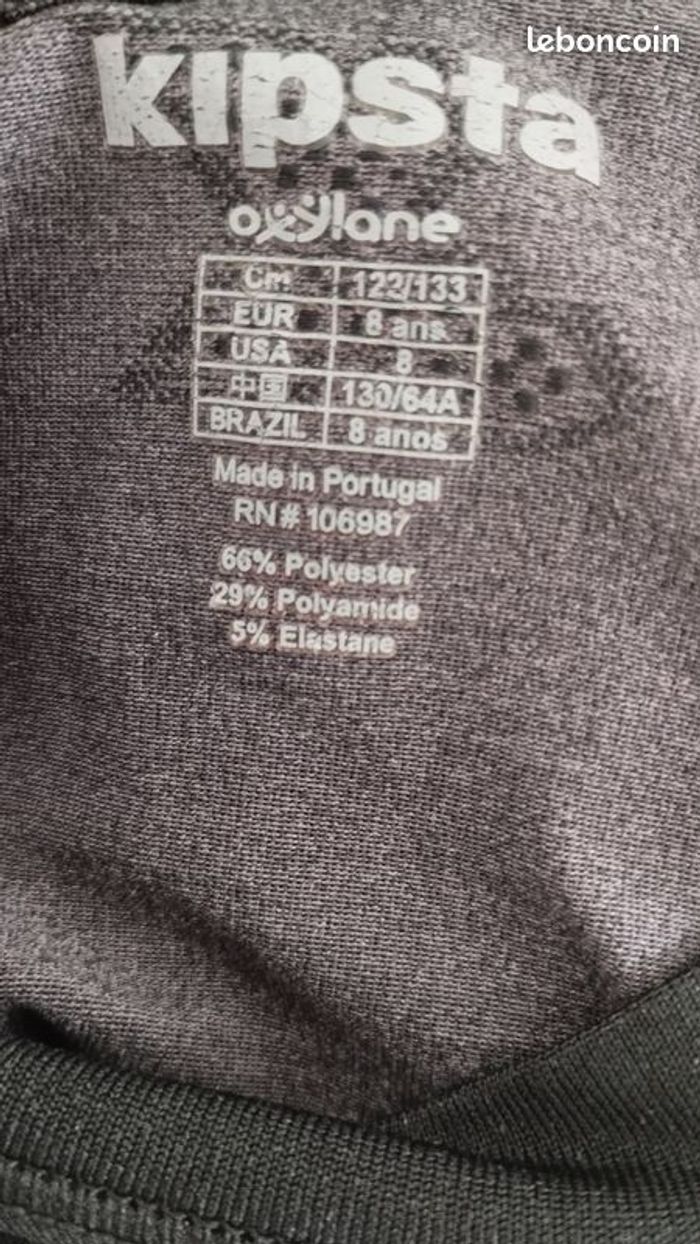 leboncoin
kipsta
oxylane
Cm 122/133
EUR 8 ans
USA 8
中国 130/64A
BRAZIL 8 anos
Made in Portugal
RN# 106987
66% Polyester
29% Polyamide
5% Elastane